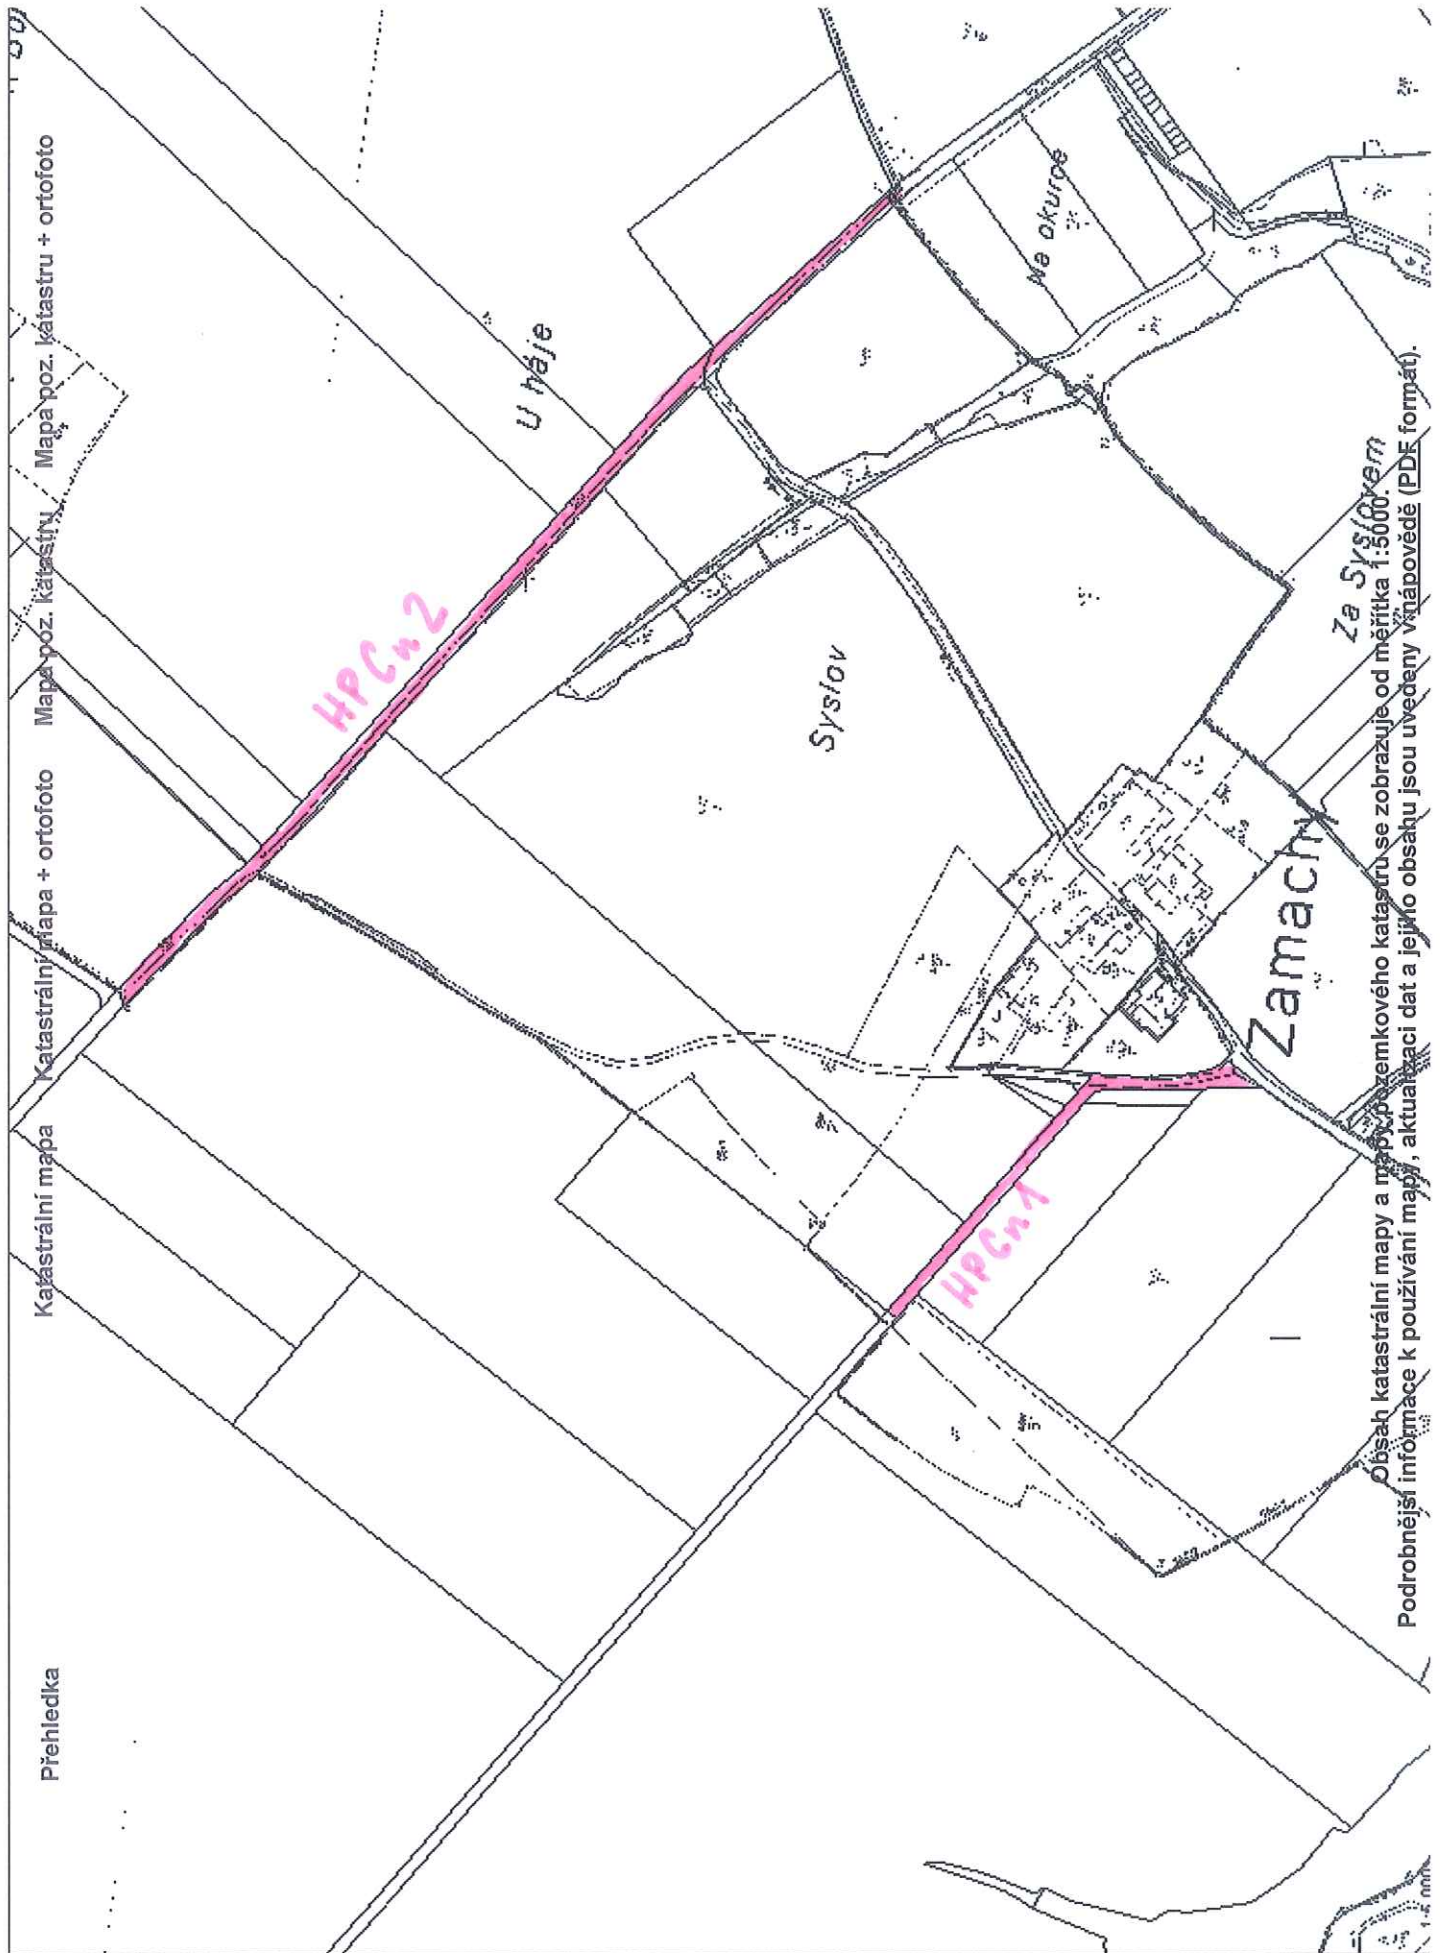 Přehledka
Katastrální mapa
Katastrální mapa + ortofoto
Mapa poz. katastru
Mapa poz. katastru + ortofoto
HPCn2
U háje
Na okurce
Syslov
Za Syslovem
HPCn1
Zamachy
Obsah katastrální mapy a mapy pozemkového katastru se zobrazuje od měřítka 1:5000.
Podrobnější informace k používání mapy, aktualizaci dat a jejího obsahu jsou uvedeny v nápovědě (PDF formát).